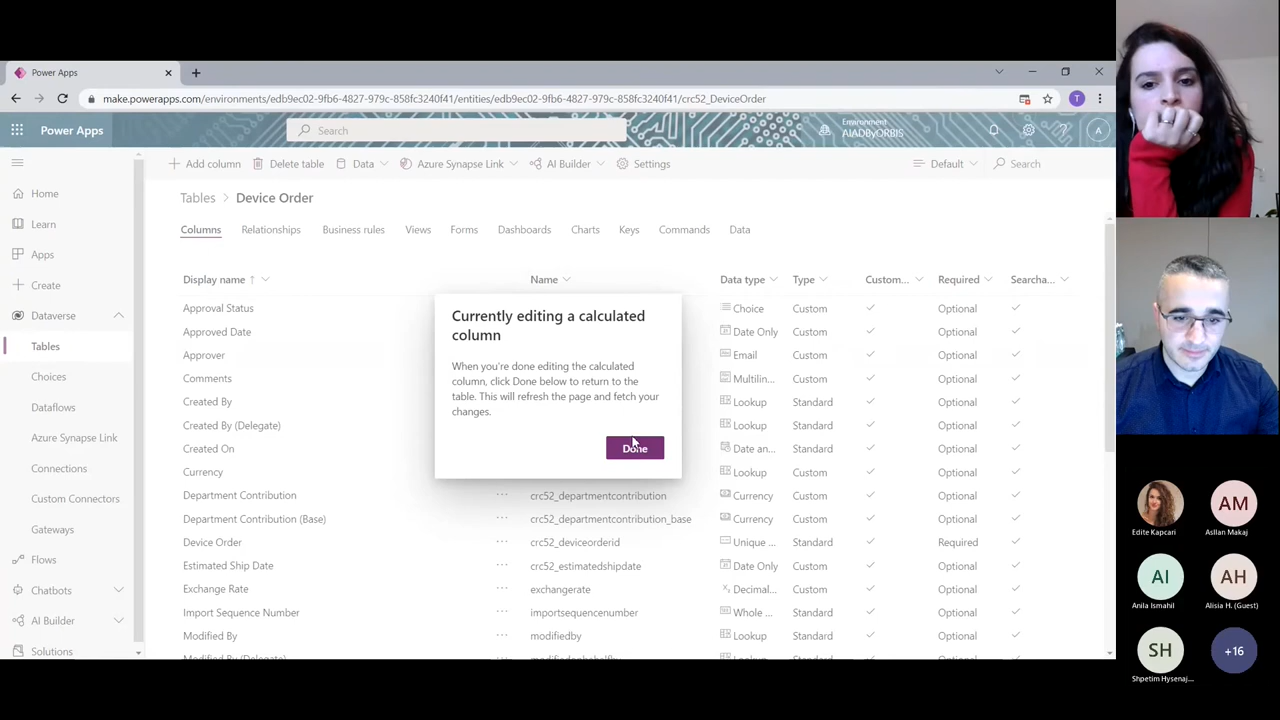 Power Apps
make.powerapps.com/environments/edb9ec02-9fb6-4827-979c-858fc3240f41/entities/edb9ec02-9fb6-4827-979c-858fc3240f41/crc52_DeviceOrder
T
Power Apps
Search
Environment
AIADByORBIS
A
Add column
Delete table
Data
Azure Synapse Link
AI Builder
Settings
Default
Search
Home
Learn
Apps
Create
Dataverse
Tables
Choices
Dataflows
Azure Synapse Link
Connections
Custom Connectors
Gateways
Flows
Chatbots
AI Builder
Solutions
Tables > Device Order
Columns Relationships Business rules Views Forms Dashboards Charts Keys Commands Data
Display name ↑ Name Data type Type Custom... Required Searcha...
Approval Status Choice Custom Optional
Approved Date Date Only Custom Optional
Approver Email Custom Optional
Comments Multilin... Custom Optional
Created By Lookup Standard Optional
Created By (Delegate) Lookup Standard Optional
Created On Date an... Standard Optional
Currency Lookup Custom Optional
Department Contribution ... crc52_departmentcontribution Currency Custom Optional
Department Contribution (Base) ... crc52_departmentcontribution_base Currency Custom Optional
Device Order ... crc52_deviceorderid Unique ... Standard Required
Estimated Ship Date ... crc52_estimatedshipdate Date Only Custom Optional
Exchange Rate ... exchangerate Decimal... Custom Optional
Import Sequence Number ... importsequencenumber Whole ... Standard Optional
Modified By ... modifiedby Lookup Standard Optional
Modified By (Delegate) ... modifiedonbehalfby Lookup Standard Optional
Currently editing a calculated
column
When you're done editing the calculated
column, click Done below to return to the
table. This will refresh the page and fetch your
changes.
Done
Edite Kapcari
AM
Asllan Makaj
AI
Anila Ismahil
AH
Alisia H. (Guest)
SH
Shpetim Hysenaj...
+16